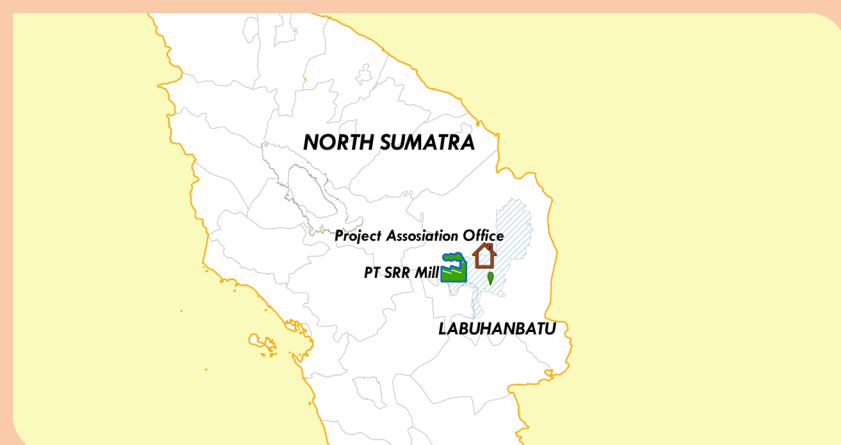 NORTH SUMATRA
Project Assosiation Office
PT SRR Mill
LABUHANBATU